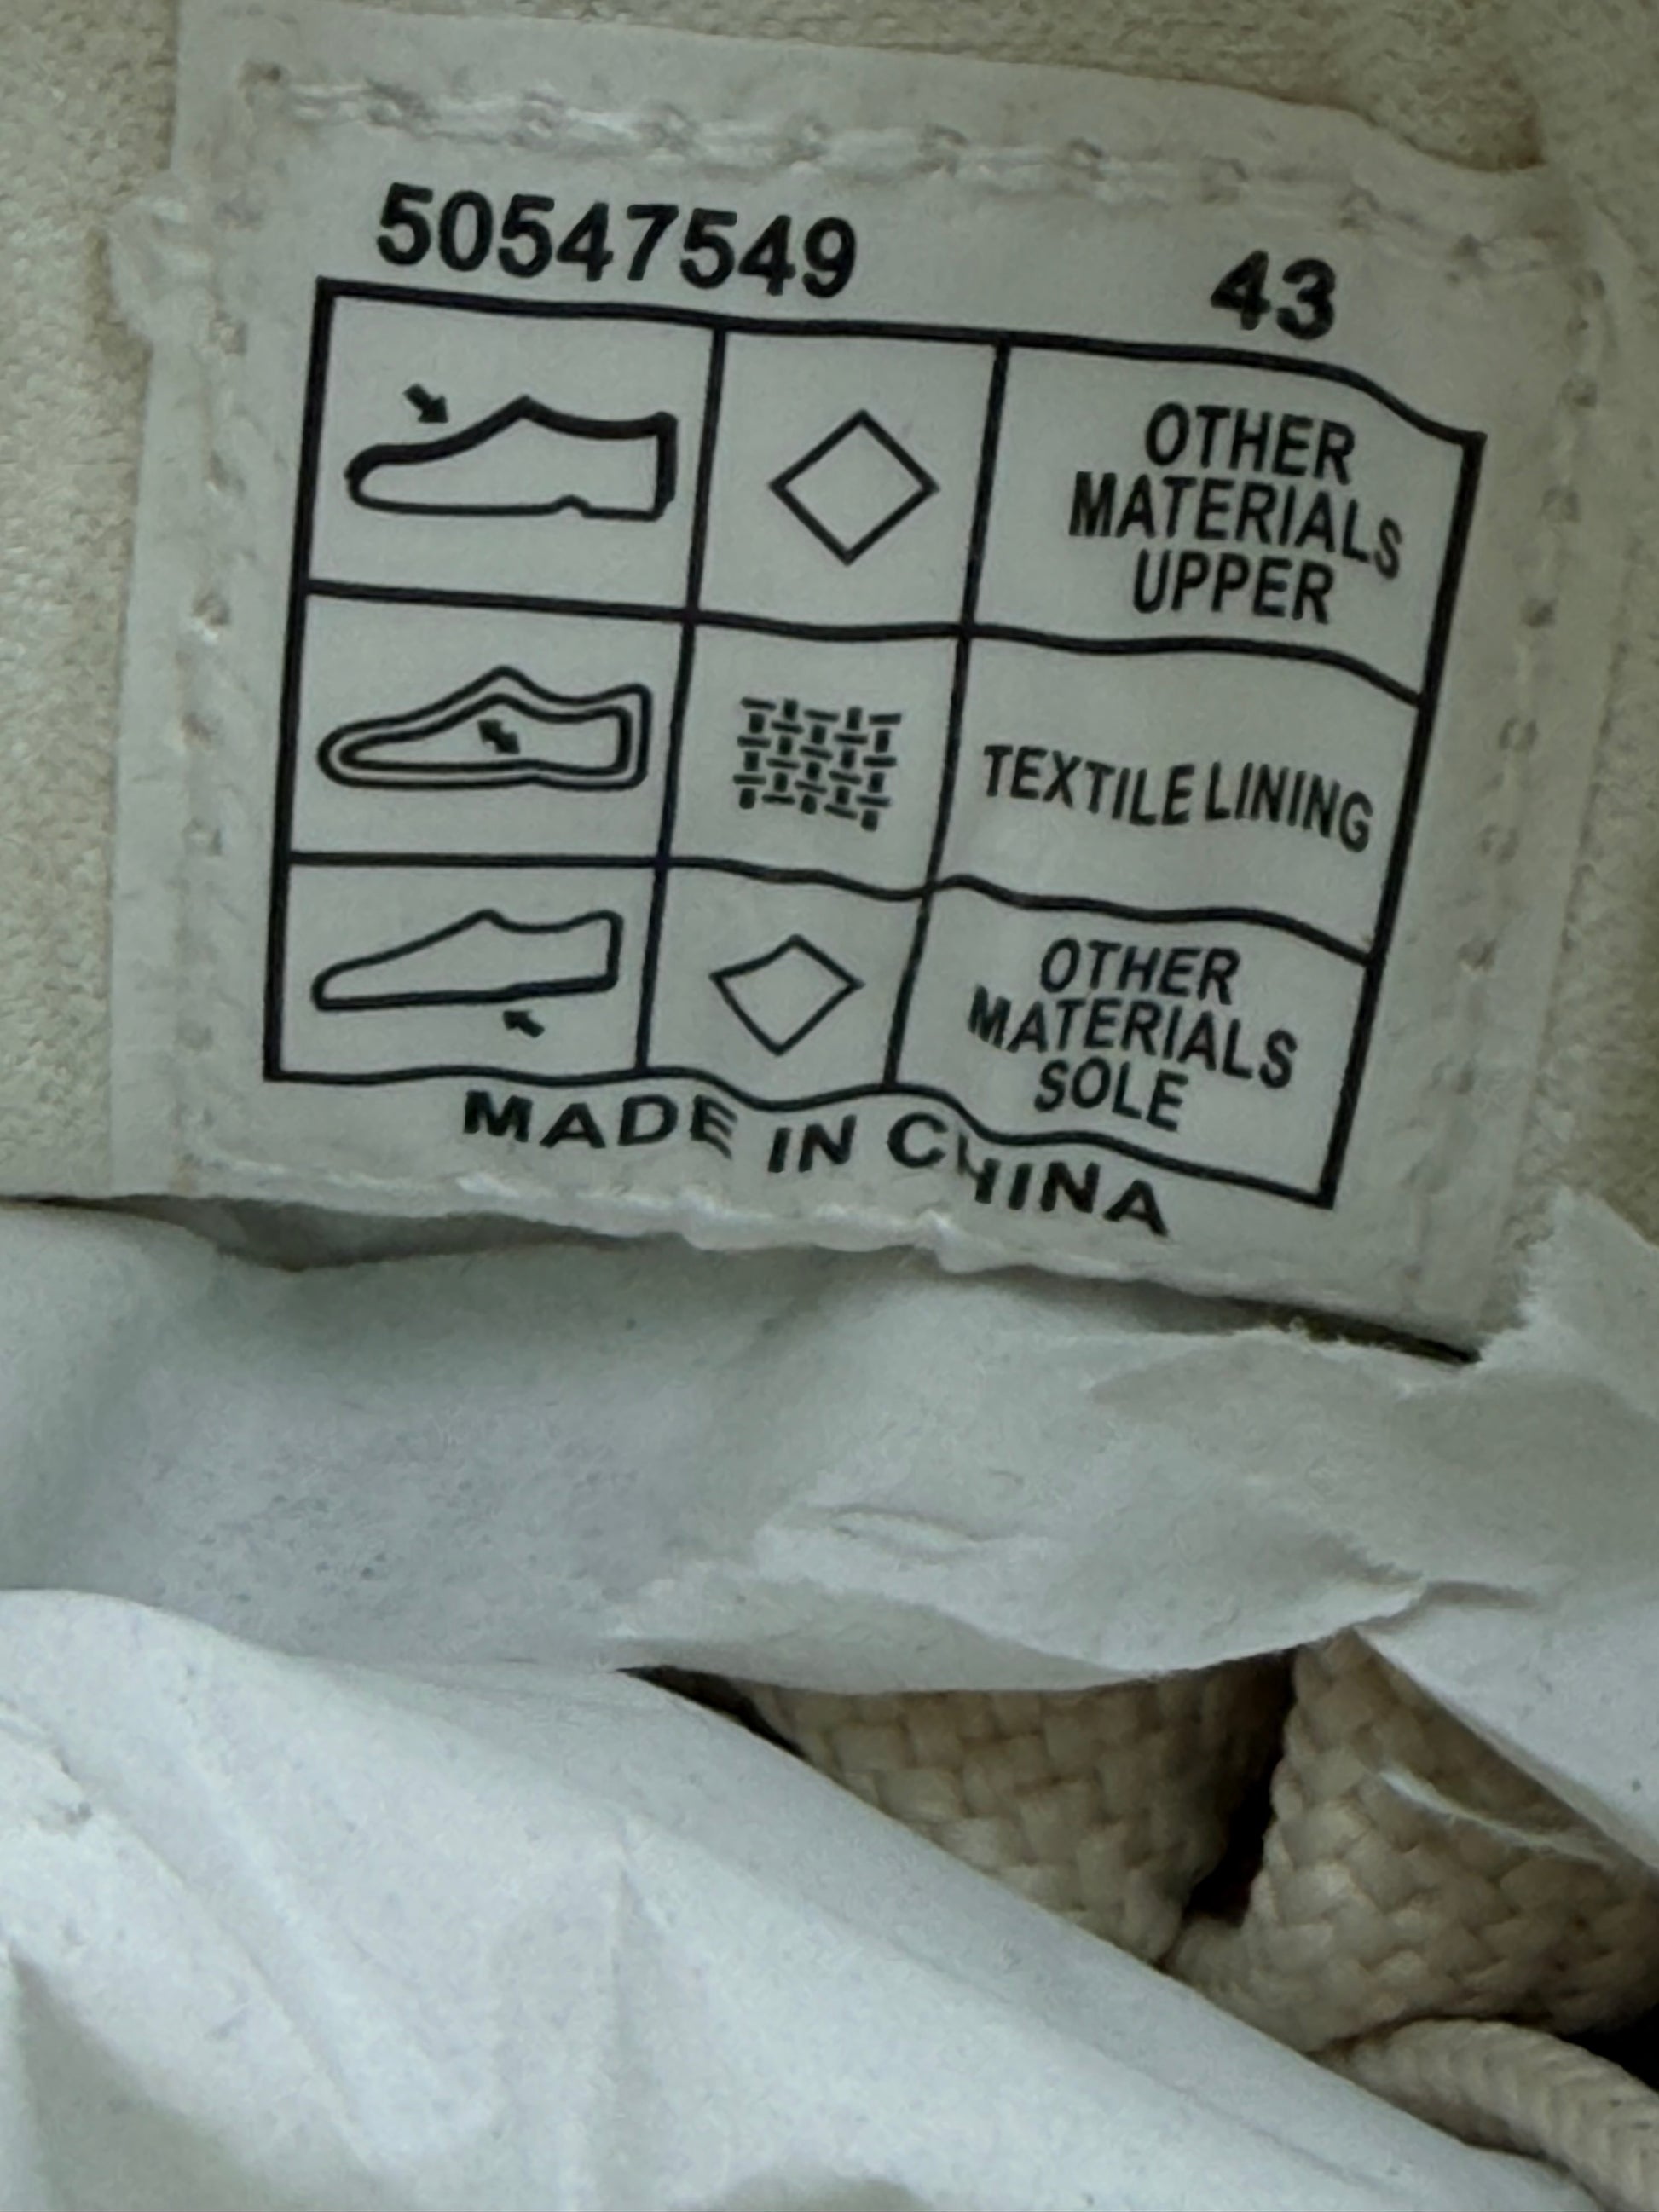 50547549 43
OTHER
MATERIALS
UPPER
TEXTILE LINING
OTHER
MATERIALS
SOLE
MADE IN CHINA